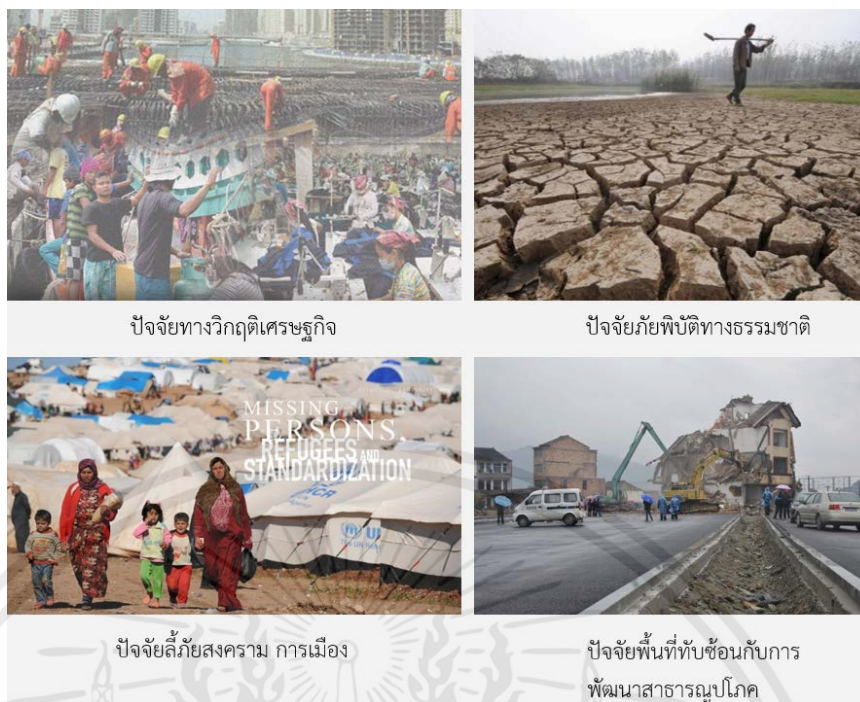 ปัจจัยทางวิกฤติเศรษฐกิจ
ปัจจัยภัยพิบัติทางธรรมชาติ
MISSING
PERSONS,
REFUGEES AND
STANDARDIZATION
ปัจจัยลี้ภัยสงคราม การเมือง
ปัจจัยพื้นที่ทับซ้อนกับการ
พัฒนาสาธารณูปโภค